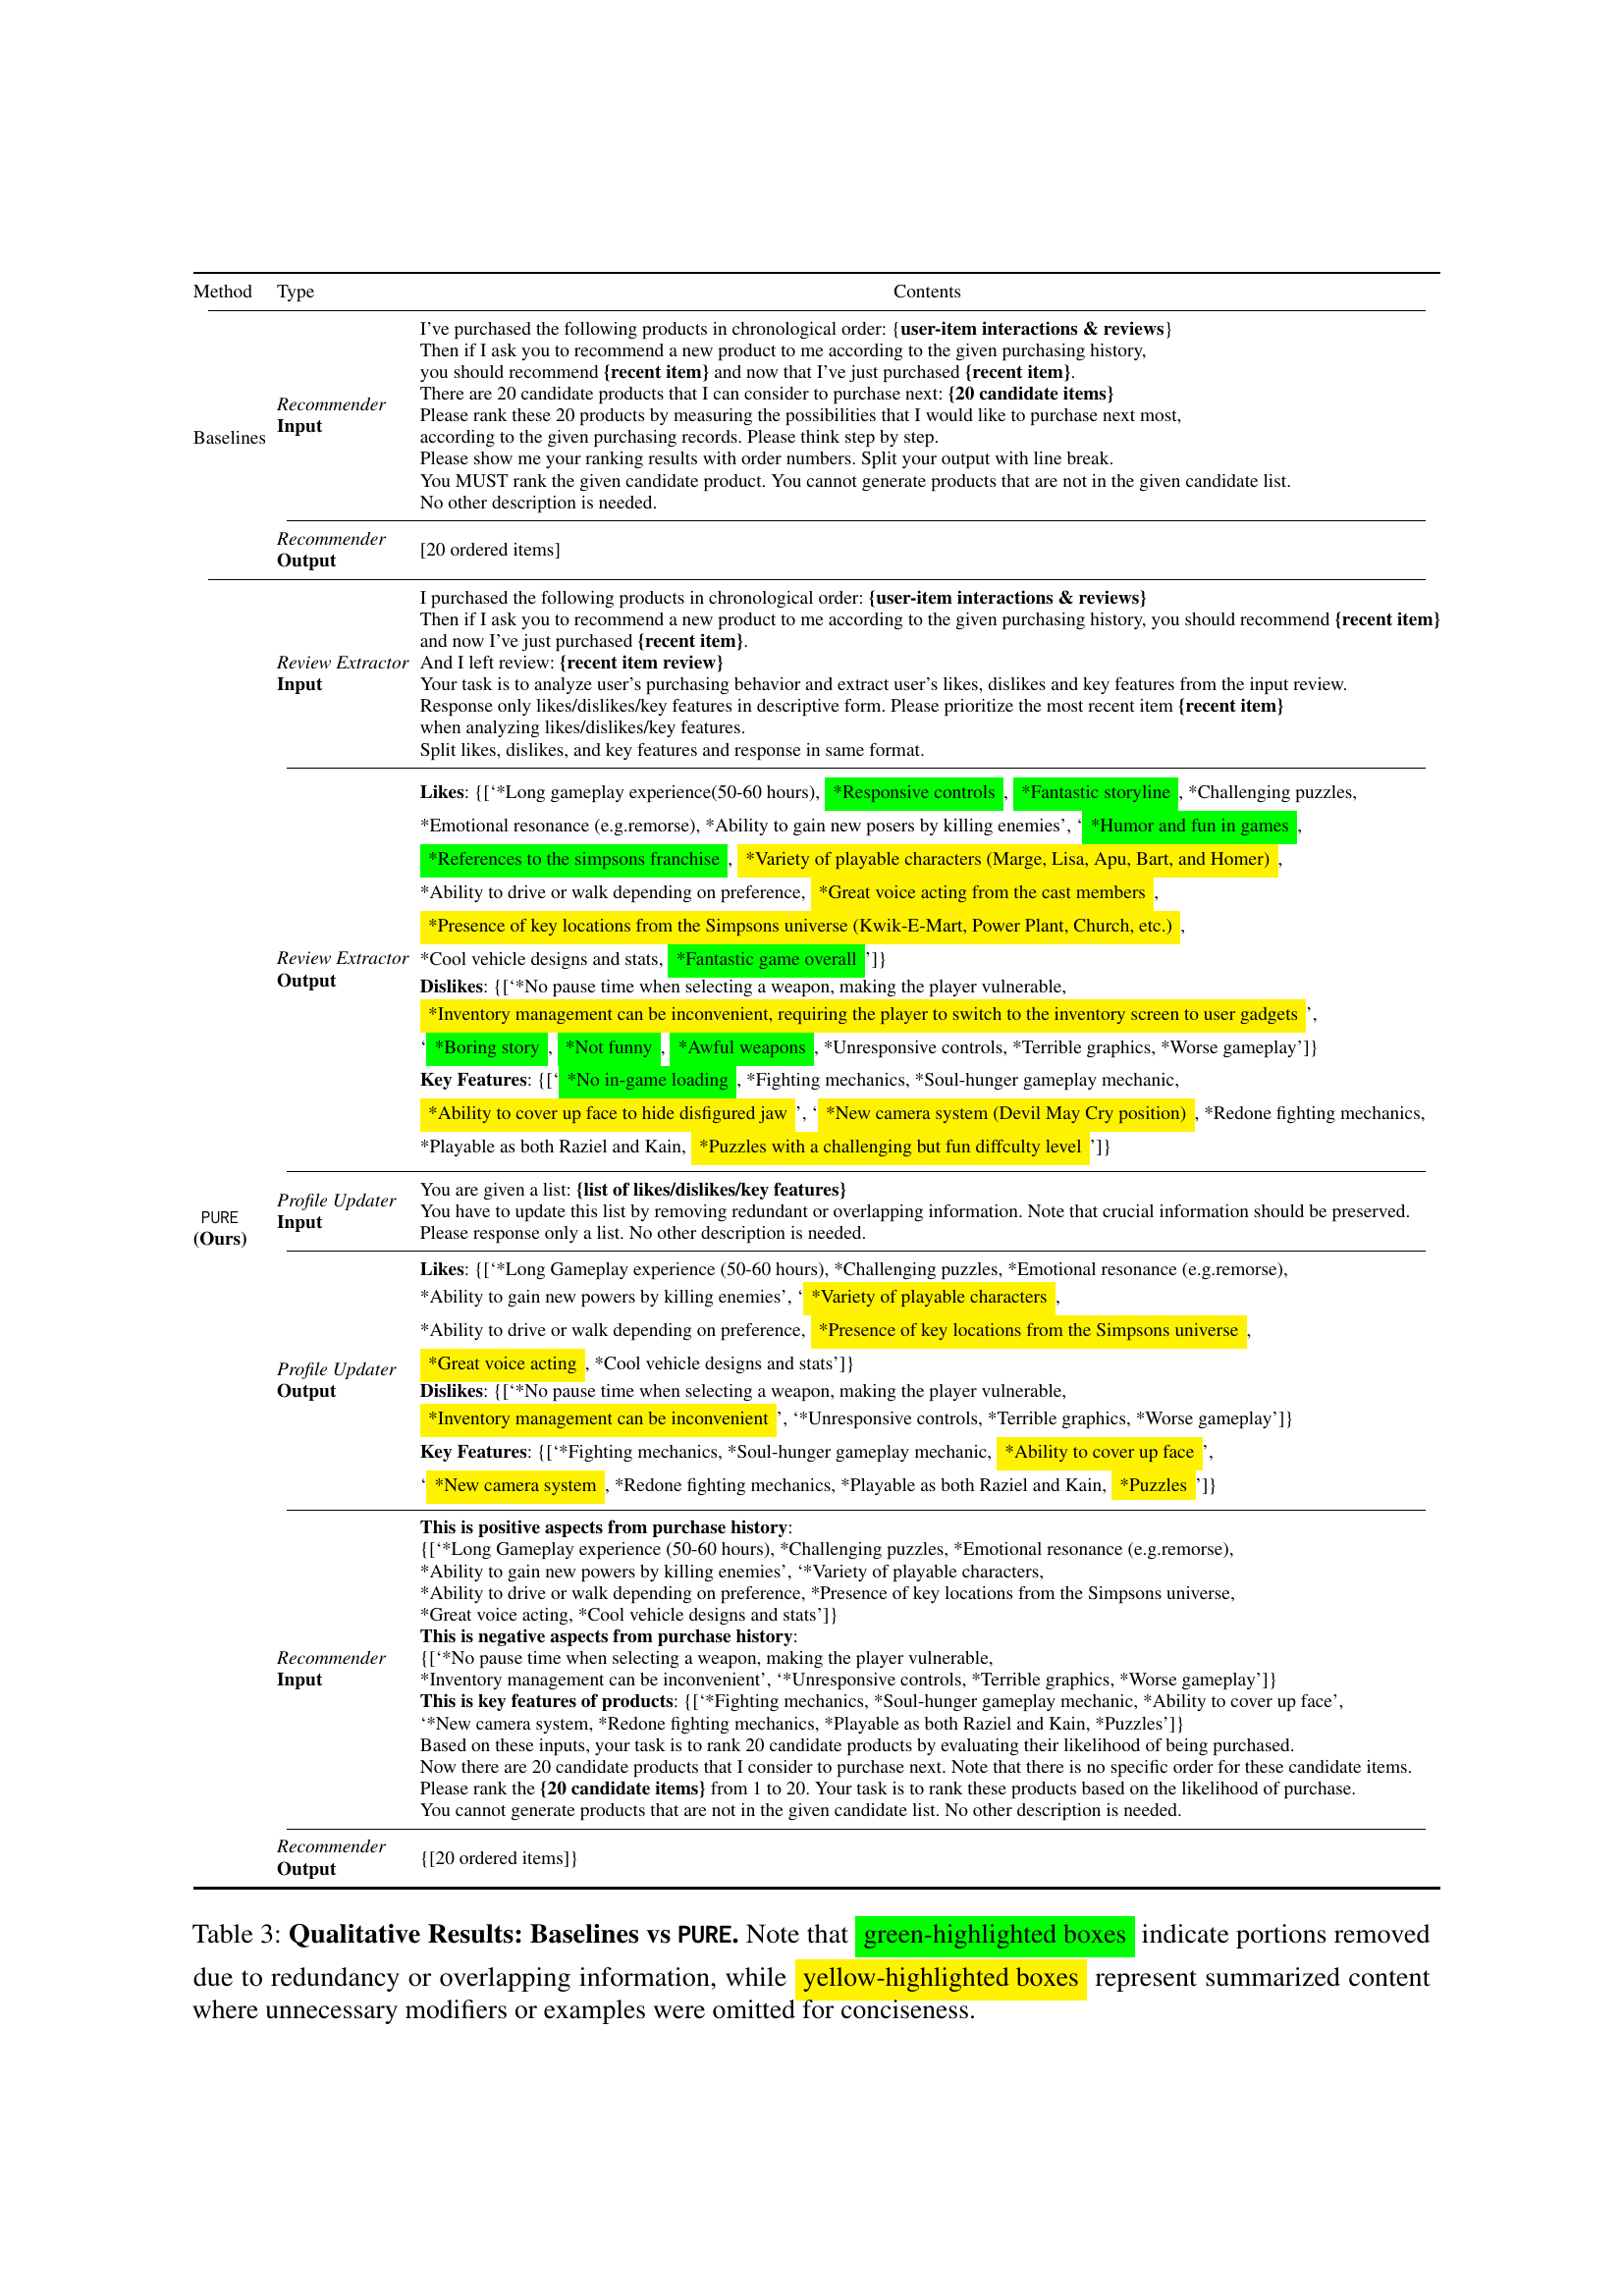 Method Type Contents
I've purchased the following products in chronological order: {user-item interactions & reviews}
Then if I ask you to recommend a new product to me according to the given purchasing history,
you should recommend {recent item} and now that I've just purchased {recent item}.
There are 20 candidate products that I can consider to purchase next: {20 candidate items}
Please rank these 20 products by measuring the possibilities that I would like to purchase next most,
according to the given purchasing records. Please think step by step.
Please show me your ranking results with order numbers. Split your output with line break.
You MUST rank the given candidate product. You cannot generate products that are not in the given candidate list.
No other description is needed.
Recommender
Input
Baselines
Recommender
Output
[20 ordered items]
I purchased the following products in chronological order: {user-item interactions & reviews}
Then if I ask you to recommend a new product to me according to the given purchasing history, you should recommend {recent item}
and now I've just purchased {recent item}.
And I left review: {recent item review}
Your task is to analyze user's purchasing behavior and extract user's likes, dislikes and key features from the input review.
Response only likes/dislikes/key features in descriptive form. Please prioritize the most recent item {recent item}
when analyzing likes/dislikes/key features.
Split likes, dislikes, and key features and response in same format.
Review Extractor
Input
Likes: {['*Long gameplay experience(50-60 hours), *Responsive controls , *Fantastic storyline , *Challenging puzzles,
*Emotional resonance (e.g.remorse), *Ability to gain new posers by killing enemies', ' *Humor and fun in games ,
*References to the simpsons franchise , *Variety of playable characters (Marge, Lisa, Apu, Bart, and Homer) ,
*Ability to drive or walk depending on preference, *Great voice acting from the cast members ,
*Presence of key locations from the Simpsons universe (Kwik-E-Mart, Power Plant, Church, etc.) ,
*Cool vehicle designs and stats, *Fantastic game overall ']}
Dislikes: {['*No pause time when selecting a weapon, making the player vulnerable,
*Inventory management can be inconvenient, requiring the player to switch to the inventory screen to user gadgets ',
' *Boring story , *Not funny , *Awful weapons , *Unresponsive controls, *Terrible graphics, *Worse gameplay']}
Key Features: {[' *No in-game loading , *Fighting mechanics, *Soul-hunger gameplay mechanic,
*Ability to cover up face to hide disfigured jaw ', ' *New camera system (Devil May Cry position) , *Redone fighting mechanics,
*Playable as both Raziel and Kain, *Puzzles with a challenging but fun diffculty level ']}
Review Extractor
Output
You are given a list: {list of likes/dislikes/key features}
You have to update this list by removing redundant or overlapping information. Note that crucial information should be preserved.
Please response only a list. No other description is needed.
Profile Updater
Input
PURE
(Ours)
Likes: {['*Long Gameplay experience (50-60 hours), *Challenging puzzles, *Emotional resonance (e.g.remorse),
*Ability to gain new powers by killing enemies', ' *Variety of playable characters ,
*Ability to drive or walk depending on preference, *Presence of key locations from the Simpsons universe ,
*Great voice acting , *Cool vehicle designs and stats']}
Dislikes: {['*No pause time when selecting a weapon, making the player vulnerable,
*Inventory management can be inconvenient ', '*Unresponsive controls, *Terrible graphics, *Worse gameplay']}
Key Features: {['*Fighting mechanics, *Soul-hunger gameplay mechanic, *Ability to cover up face ',
' *New camera system , *Redone fighting mechanics, *Playable as both Raziel and Kain, *Puzzles ']}
Profile Updater
Output
This is positive aspects from purchase history:
{['*Long Gameplay experience (50-60 hours), *Challenging puzzles, *Emotional resonance (e.g.remorse),
*Ability to gain new powers by killing enemies', '*Variety of playable characters,
*Ability to drive or walk depending on preference, *Presence of key locations from the Simpsons universe,
*Great voice acting, *Cool vehicle designs and stats']}
This is negative aspects from purchase history:
{['*No pause time when selecting a weapon, making the player vulnerable,
*Inventory management can be inconvenient', '*Unresponsive controls, *Terrible graphics, *Worse gameplay']}
This is key features of products: {['*Fighting mechanics, *Soul-hunger gameplay mechanic, *Ability to cover up face',
'*New camera system, *Redone fighting mechanics, *Playable as both Raziel and Kain, *Puzzles']}
Based on these inputs, your task is to rank 20 candidate products by evaluating their likelihood of being purchased.
Now there are 20 candidate products that I consider to purchase next. Note that there is no specific order for these candidate items.
Please rank the {20 candidate items} from 1 to 20. Your task is to rank these products based on the likelihood of purchase.
You cannot generate products that are not in the given candidate list. No other description is needed.
Recommender
Input
Recommender
Output
{[20 ordered items]}
Table 3: Qualitative Results: Baselines vs PURE. Note that green-highlighted boxes indicate portions removed
due to redundancy or overlapping information, while yellow-highlighted boxes represent summarized content
where unnecessary modifiers or examples were omitted for conciseness.